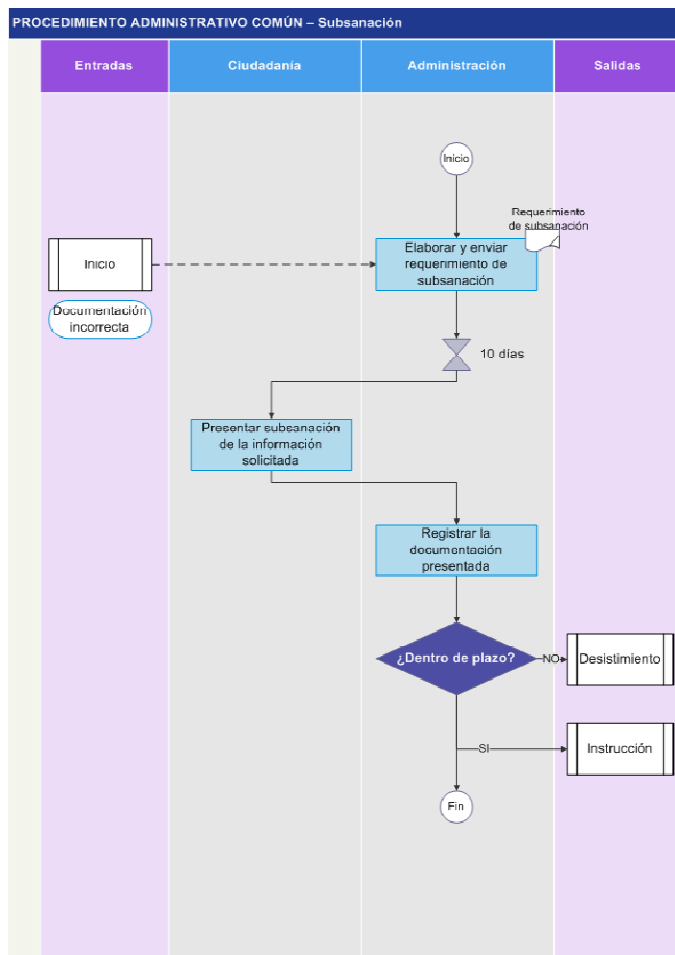 PROCEDIMIENTO ADMINISTRATIVO COMÚN – Subsanación
Entradas
Ciudadanía
Administración
Salidas
Inicio
Requerimiento
de subsanación
Elaborar y enviar
requerimiento de
subsanación
Inicio
Documentación
incorrecta
10 días
Presentar subsanación
de la información
solicitada
Registrar la
documentación
presentada
¿Dentro de plazo?
NO
Desistimiento
SI
Instrucción
Fin